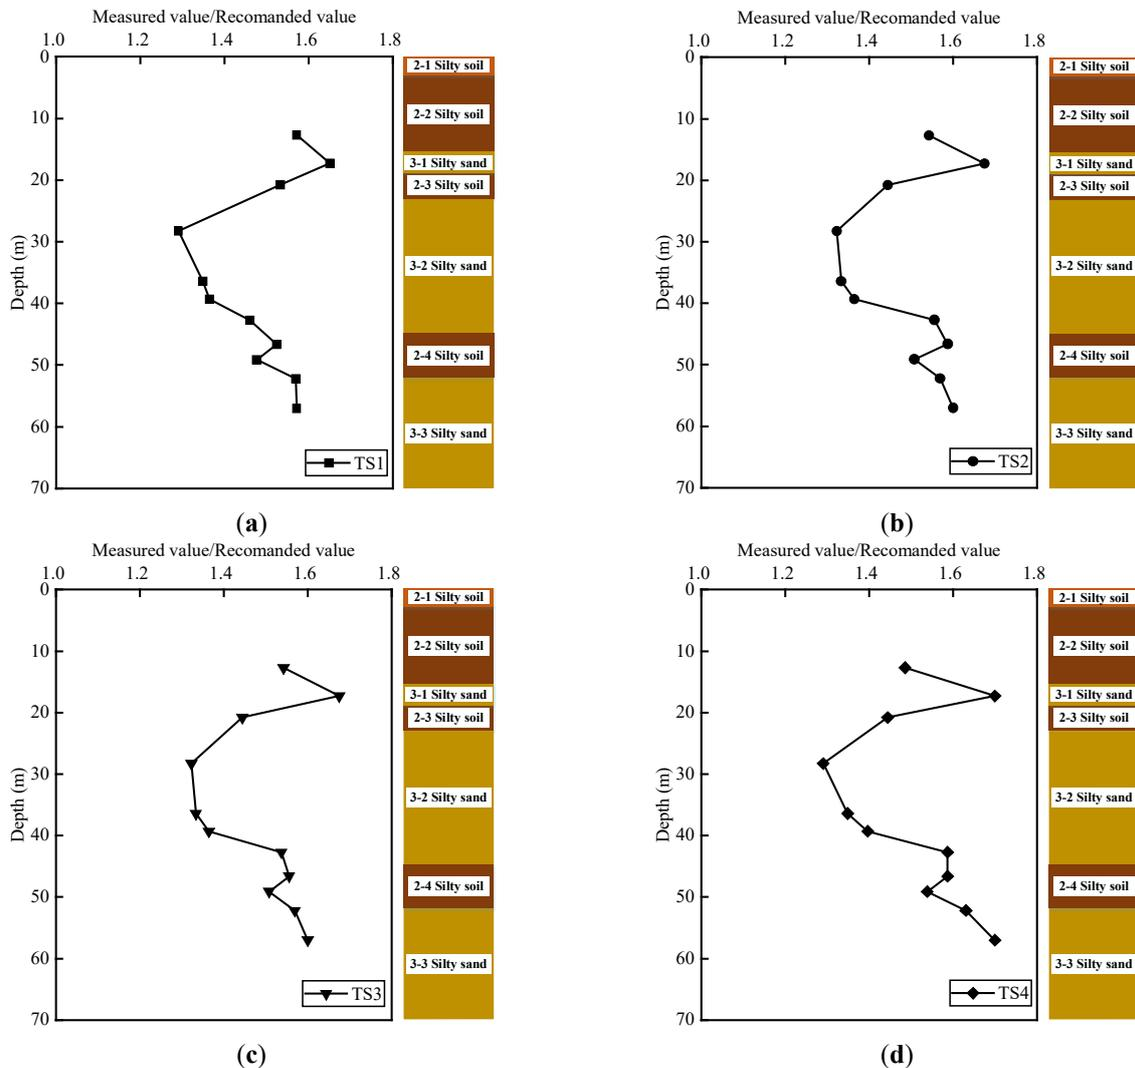 Measured value/Recomanded value
1.0 1.2 1.4 1.6 1.8
0
10
20
30
40
50
60
70
Depth (m)
2-1 Silty soil
2-2 Silty soil
3-1 Silty sand
2-3 Silty soil
3-2 Silty sand
2-4 Silty soil
3-3 Silty sand
TS1
(a)
Measured value/Recomanded value
1.0 1.2 1.4 1.6 1.8
0
10
20
30
40
50
60
70
Depth (m)
2-1 Silty soil
2-2 Silty soil
3-1 Silty sand
2-3 Silty soil
3-2 Silty sand
2-4 Silty soil
3-3 Silty sand
TS2
(b)
Measured value/Recomanded value
1.0 1.2 1.4 1.6 1.8
0
10
20
30
40
50
60
70
Depth (m)
2-1 Silty soil
2-2 Silty soil
3-1 Silty sand
2-3 Silty soil
3-2 Silty sand
2-4 Silty soil
3-3 Silty sand
TS3
(c)
Measured value/Recomanded value
1.0 1.2 1.4 1.6 1.8
0
10
20
30
40
50
60
70
Depth (m)
2-1 Silty soil
2-2 Silty soil
3-1 Silty sand
2-3 Silty soil
3-2 Silty sand
2-4 Silty soil
3-3 Silty sand
TS4
(d)